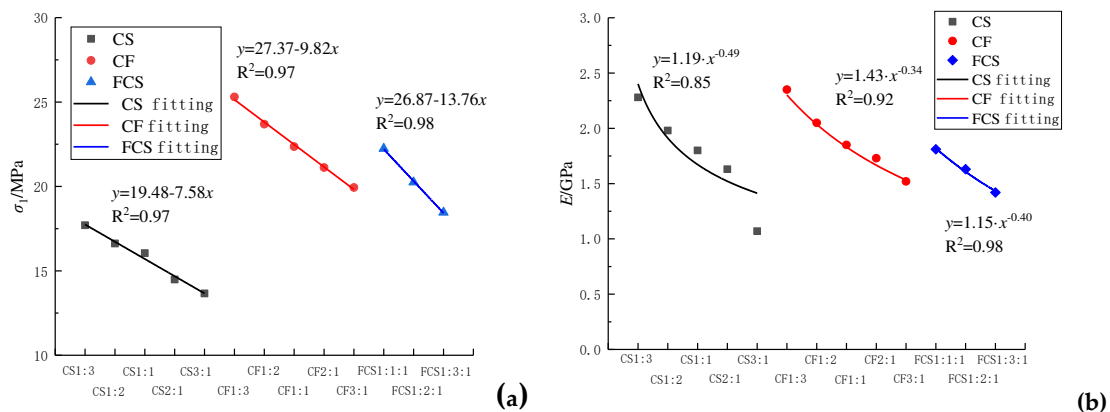 30
25
20
15
10
σ₁/MPa
CS
CF
FCS
CS fitting
CF fitting
FCS fitting
y=27.37-9.82x
R²=0.97
y=26.87-13.76x
R²=0.98
y=19.48-7.58x
R²=0.97
CS1:3
CS1:2
CS1:1
CS2:1
CS3:1
CF1:3
CF1:2
CF1:1
CF2:1
CF3:1
FCS1:1:1
FCS1:2:1
FCS1:3:1
(a)
3.0
2.5
2.0
1.5
1.0
0.5
0.0
E/GPa
CS
CF
FCS
CS fitting
CF fitting
FCS fitting
y=1.19·x⁻⁰·⁴⁹
R²=0.85
y=1.43·x⁻⁰·³⁴
R²=0.92
y=1.15·x⁻⁰·⁴⁰
R²=0.98
CS1:3
CS1:2
CS1:1
CS2:1
CS3:1
CF1:3
CF1:2
CF1:1
CF2:1
CF3:1
FCS1:1:1
FCS1:2:1
FCS1:3:1
(b)